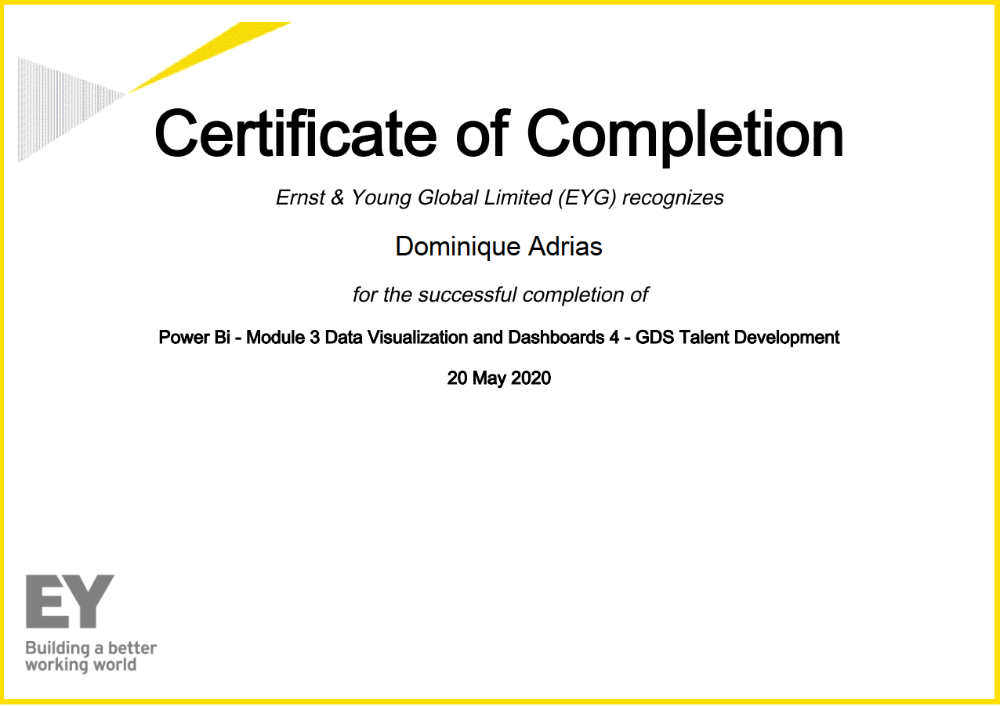 Certificate of Completion
Ernst & Young Global Limited (EYG) recognizes
Dominique Adrias
for the successful completion of
Power Bi - Module 3 Data Visualization and Dashboards 4 - GDS Talent Development
20 May 2020
EY
Building a better
working world